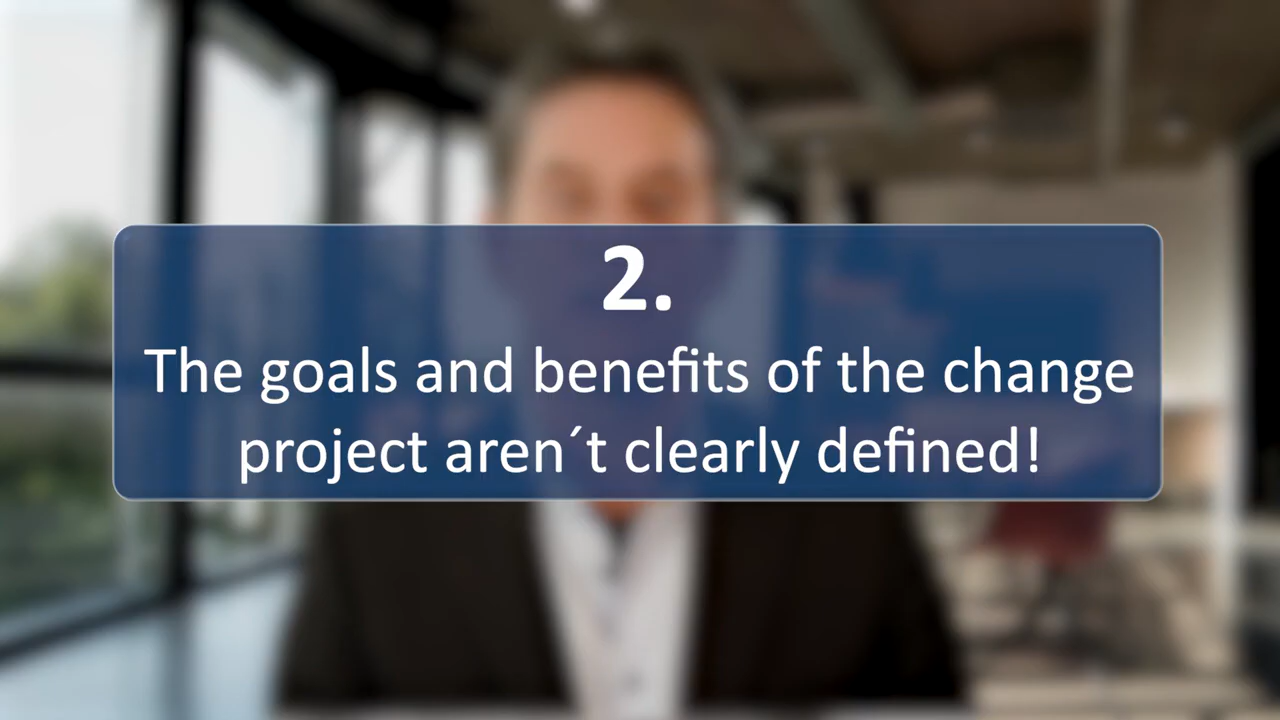 2.
The goals and benefits of the change
project aren´t clearly defined!